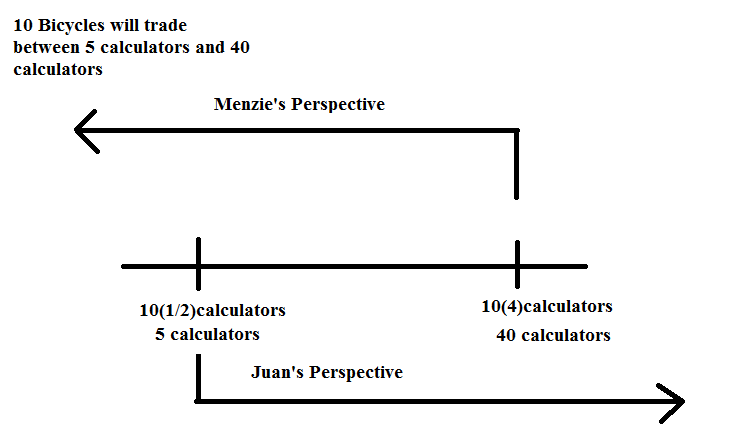 10 Bicycles will trade
between 5 calculators and 40
calculators
Menzie's Perspective
10(1/2)calculators
5 calculators
10(4)calculators
40 calculators
Juan's Perspective